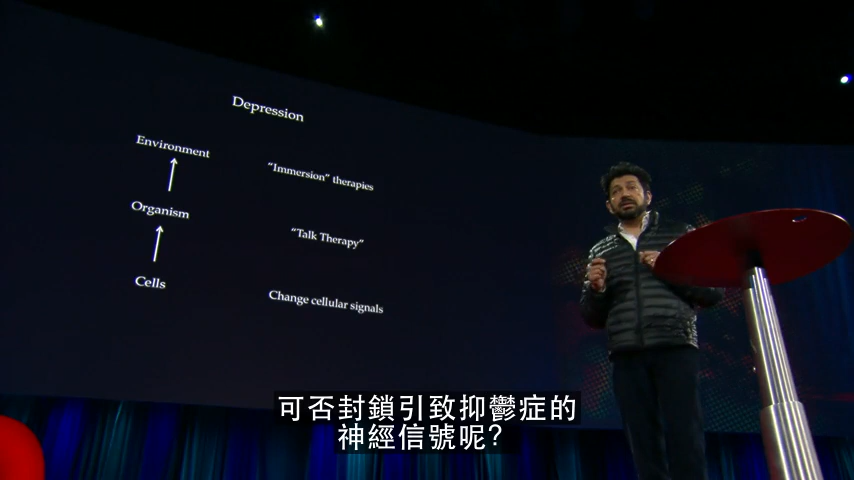 Depression
Environment
“Immersion” therapies
Organism
“Talk Therapy”
Cells
Change cellular signals
可否封鎖引致抑鬱症的
神經信號呢?